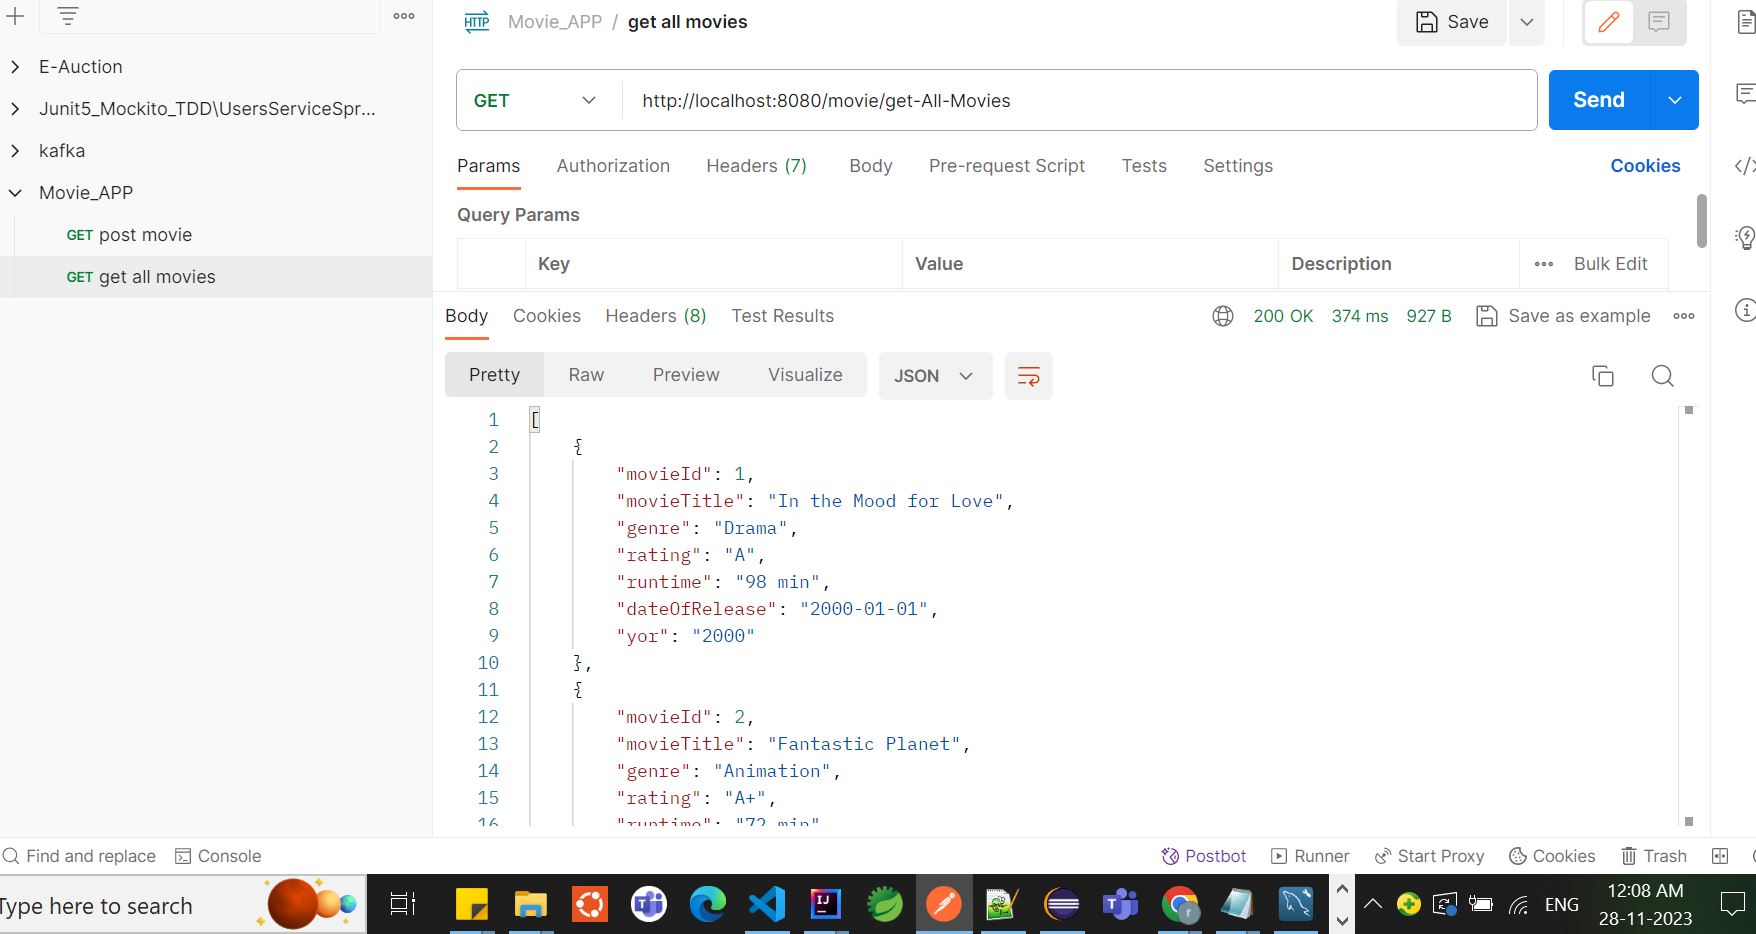 HTTP Movie_APP / get all movies
Save
E-Auction
Junit5_Mockito_TDD\UsersServiceSpr...
kafka
Movie_APP
GET post movie
GET get all movies
GET http://localhost:8080/movie/get-All-Movies Send
Params Authorization Headers (7) Body Pre-request Script Tests Settings Cookies
Query Params
Key Value Description Bulk Edit
Body Cookies Headers (8) Test Results 200 OK 374 ms 927 B Save as example
Pretty Raw Preview Visualize JSON
1 [
2 {
3 "movieId": 1,
4 "movieTitle": "In the Mood for Love",
5 "genre": "Drama",
6 "rating": "A",
7 "runtime": "98 min",
8 "dateOfRelease": "2000-01-01",
9 "yor": "2000"
10 },
11 {
12 "movieId": 2,
13 "movieTitle": "Fantastic Planet",
14 "genre": "Animation",
15 "rating": "A+",
16 "runtime": "72 min"
Find and replace Console Postbot Runner Start Proxy Cookies Trash
Type here to search
ENG
12:08 AM
28-11-2023